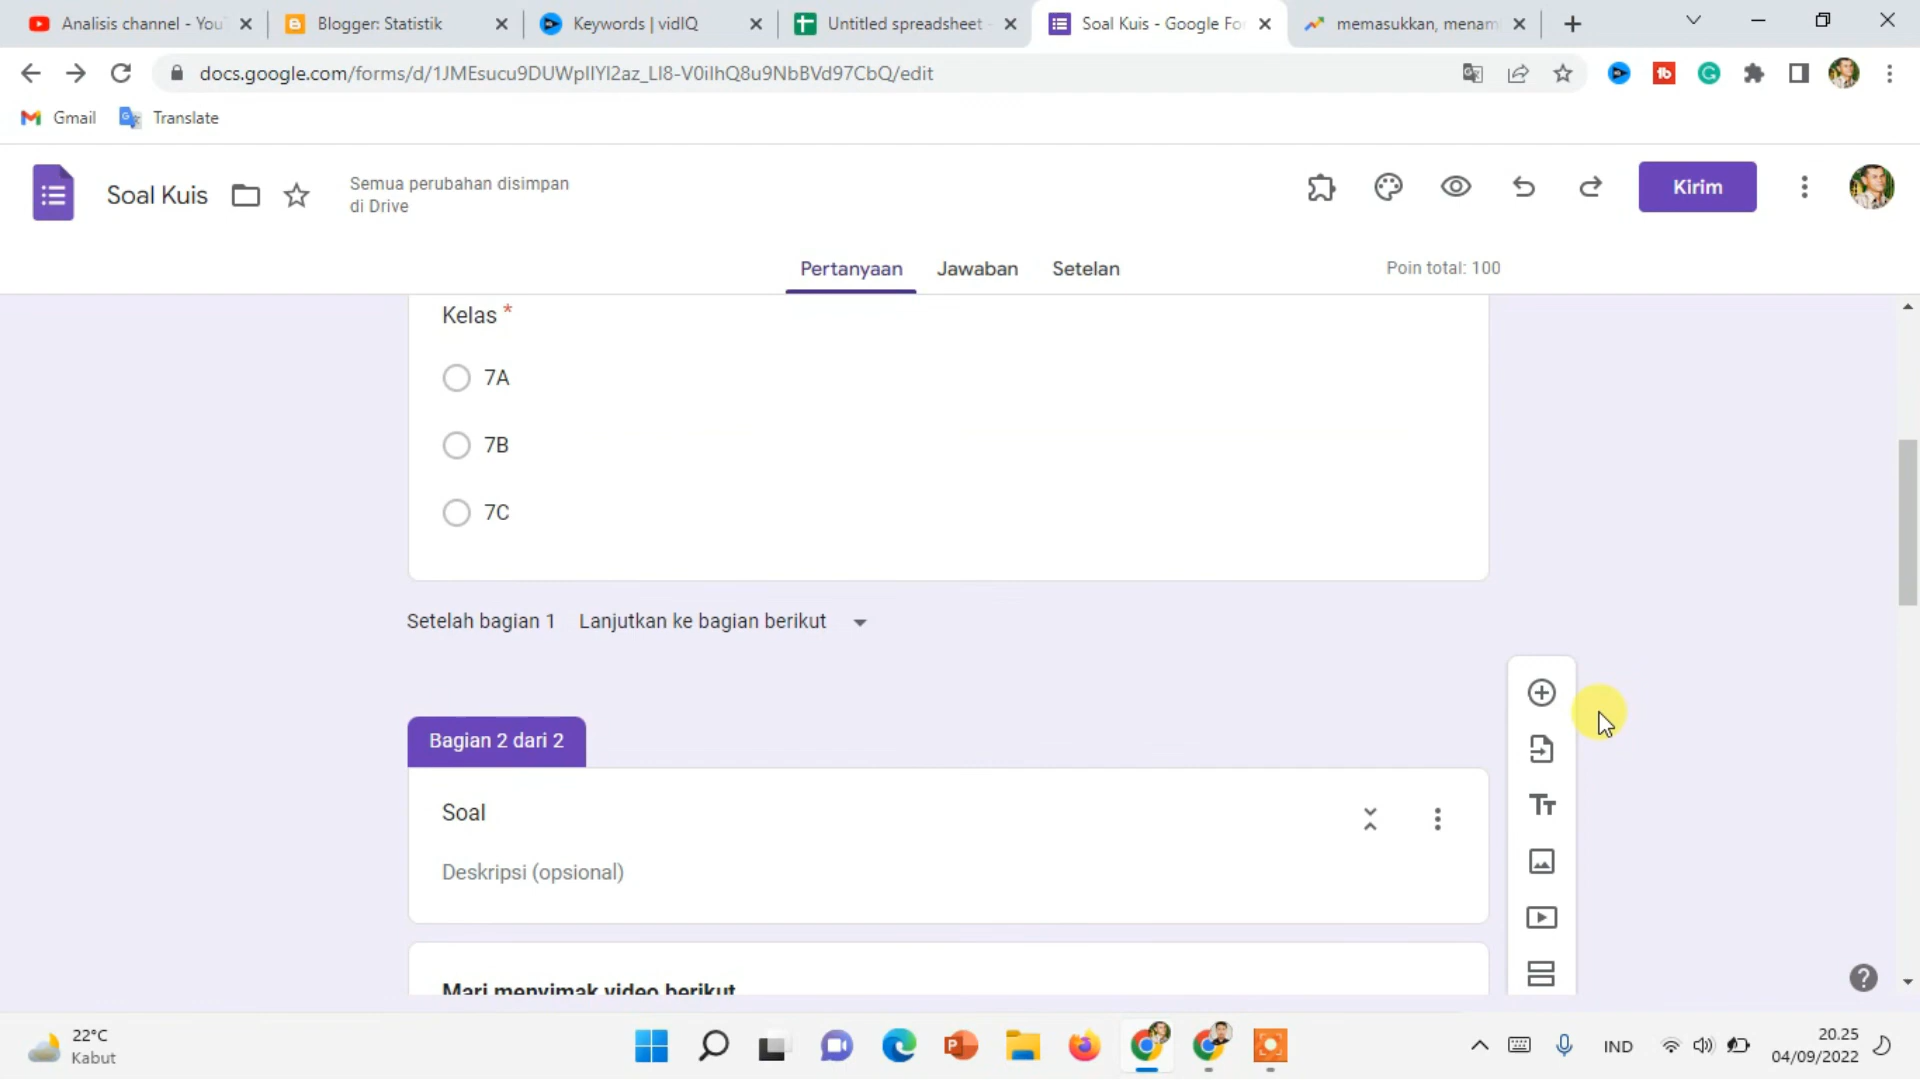 Analisis channel - You
Blogger: Statistik
Keywords | vidIQ
Untitled spreadsheet -
Soal Kuis - Google For
memasukkan, menam
docs.google.com/forms/d/1JMEsucu9DUWpIIYI2az_LI8-V0iIhQ8u9NbBVd97CbQ/edit
Gmail
Translate
Soal Kuis
Semua perubahan disimpan
di Drive
Kirim
Pertanyaan
Jawaban
Setelan
Poin total: 100
Kelas *
7A
7B
7C
Setelah bagian 1
Lanjutkan ke bagian berikut
Bagian 2 dari 2
Soal
Deskripsi (opsional)
Mari menyimak video berikut
22°C
Kabut
IND
20.25
04/09/2022